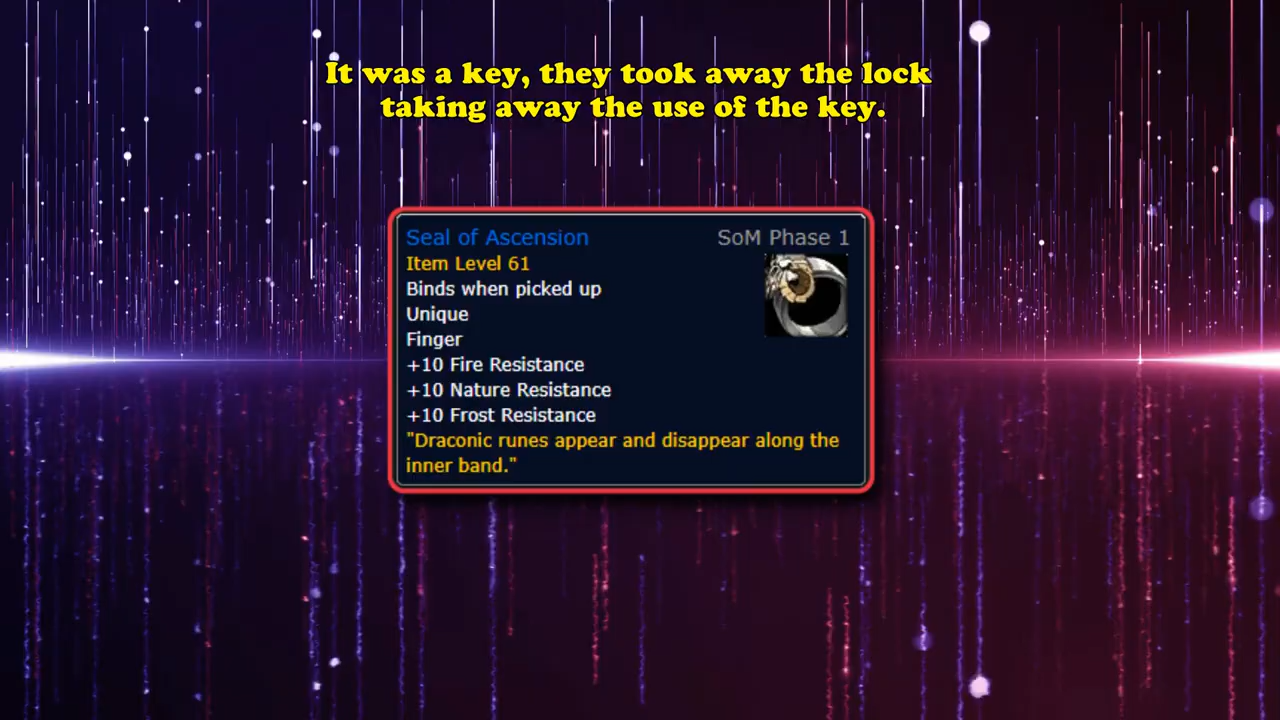 It was a key, they took away the lock
taking away the use of the key.
Seal of Ascension SoM Phase 1
Item Level 61
Binds when picked up
Unique
Finger
+10 Fire Resistance
+10 Nature Resistance
+10 Frost Resistance
"Draconic runes appear and disappear along the
inner band."